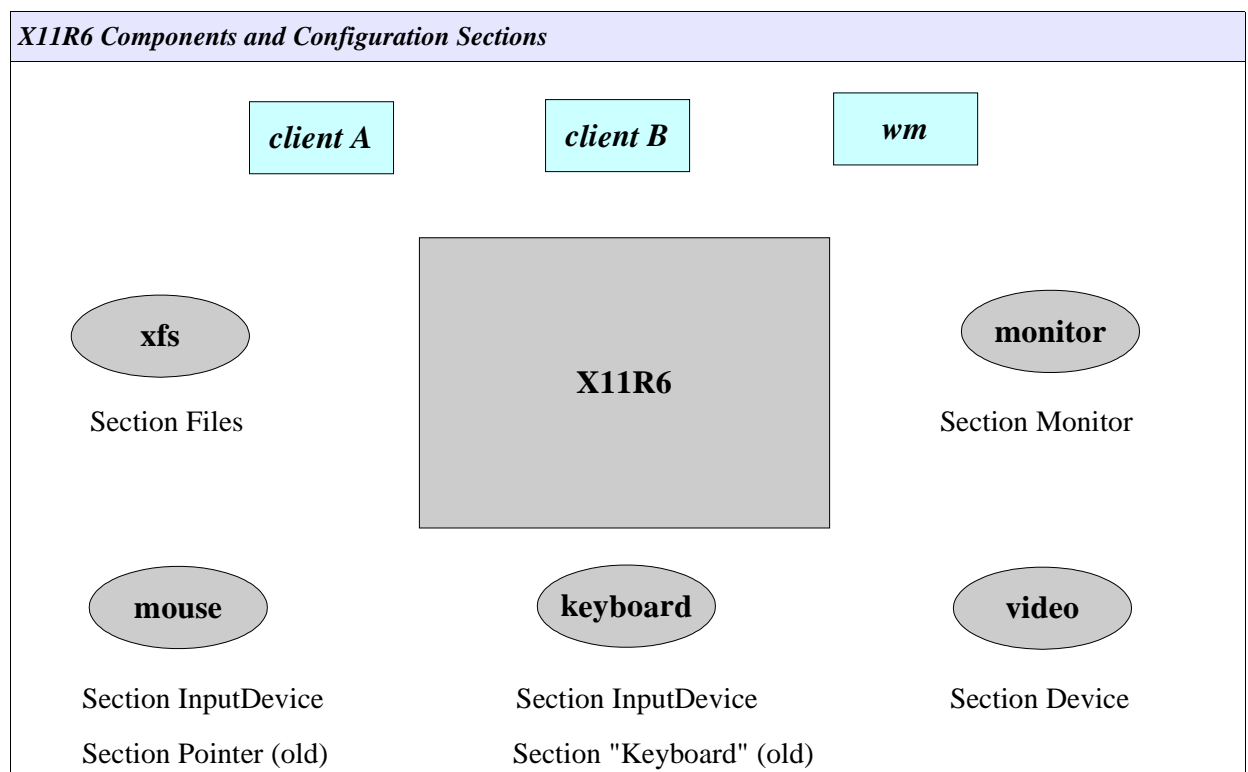 X11R6 Components and Configuration Sections
client A
client B
wm
xfs
X11R6
monitor
Section Files
Section Monitor
mouse
keyboard
video
Section InputDevice
Section InputDevice
Section Device
Section Pointer (old)
Section "Keyboard" (old)